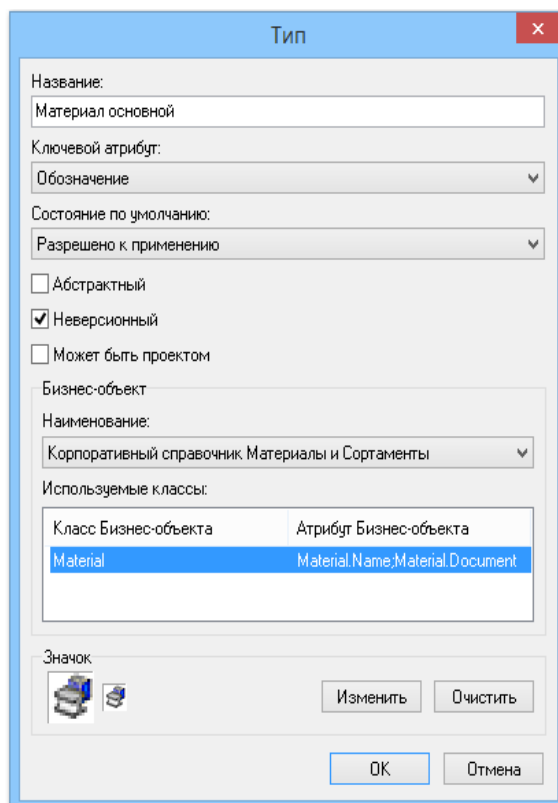 Тип
Название:
Материал основной
Ключевой атрибут:
Обозначение
Состояние по умолчанию:
Разрешено к применению
Абстрактный
Неверсионный
Может быть проектом
Бизнес-объект
Наименование:
Корпоративный справочник Материалы и Сортаменты
Используемые классы:
Класс Бизнес-объекта Атрибут Бизнес-объекта
Material Material.Name;Material.Document
Значок
Изменить Очистить
OK Отмена